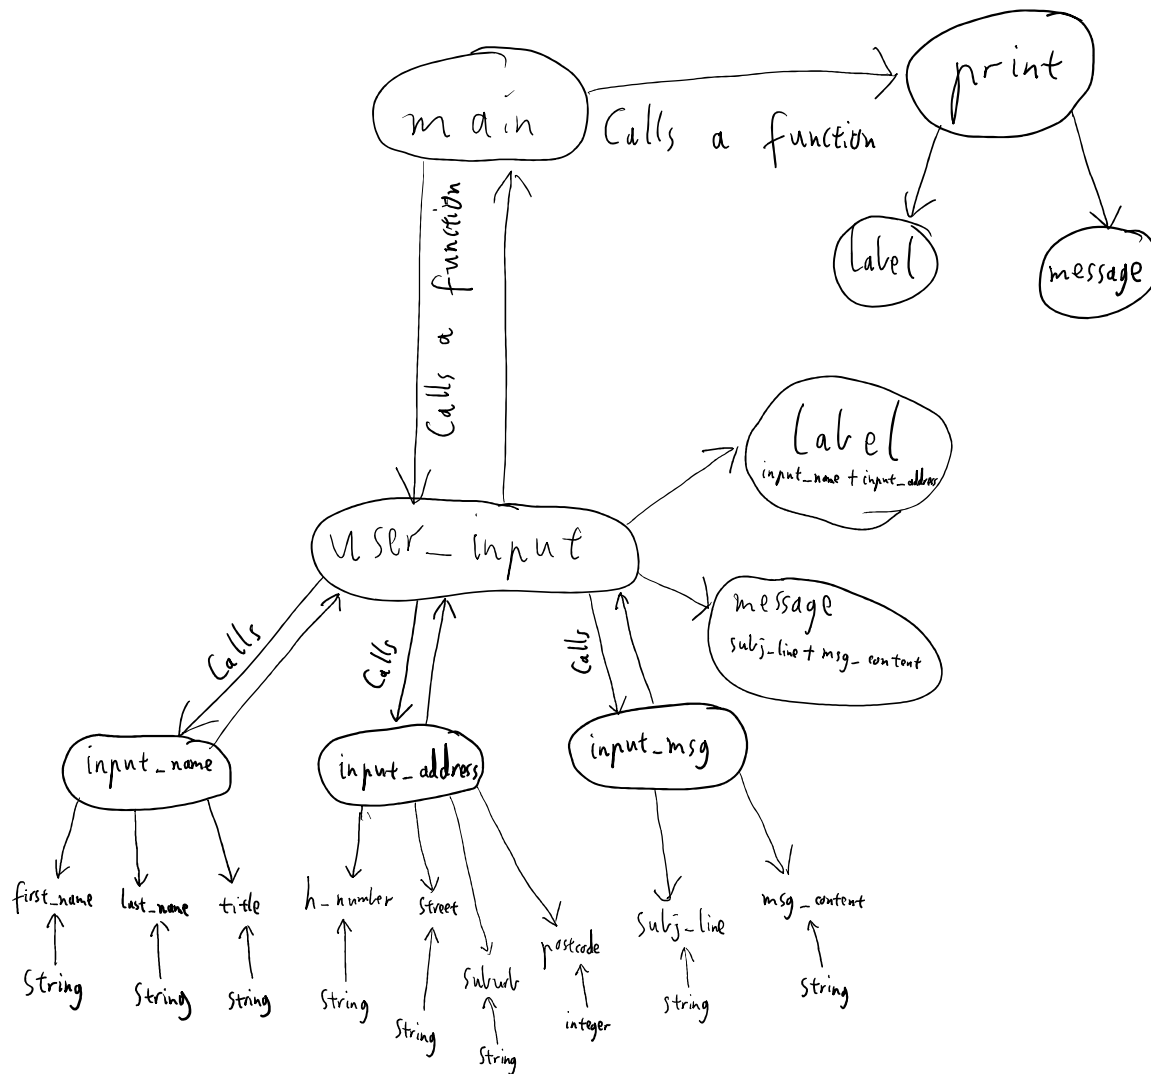 main
Calls a function
print
Label
message
Calls a function
Label
input_name + input_address
user_input
message
subj_line + msg_content
Calls
Calls
Calls
input_name
input_address
input_msg
first_name
last_name
title
h_number
street
suburb
postcode
subj_line
msg_content
String
String
String
String
String
String
integer
String
String